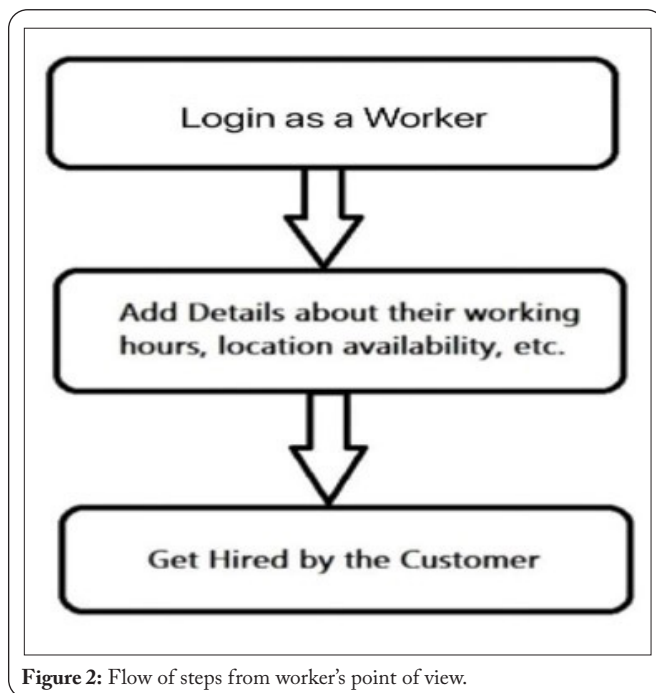 Login as a Worker
Add Details about their working
hours, location availability, etc.
Get Hired by the Customer
Figure 2: Flow of steps from worker's point of view.